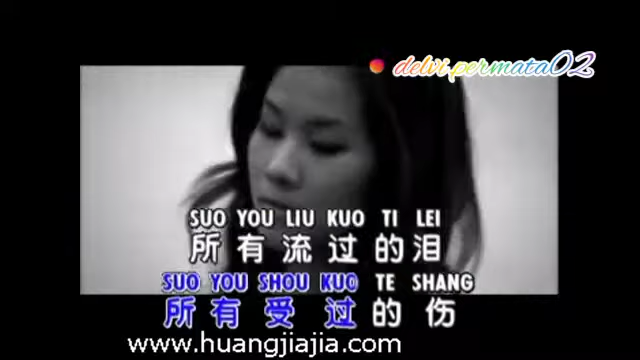 delvi.permata02
SUO YOU LIU KUO TI LEI
所有流过的泪
SUO YOU SHOU KUO TE SHANG
所有受过的伤
www.huangjiajia.com